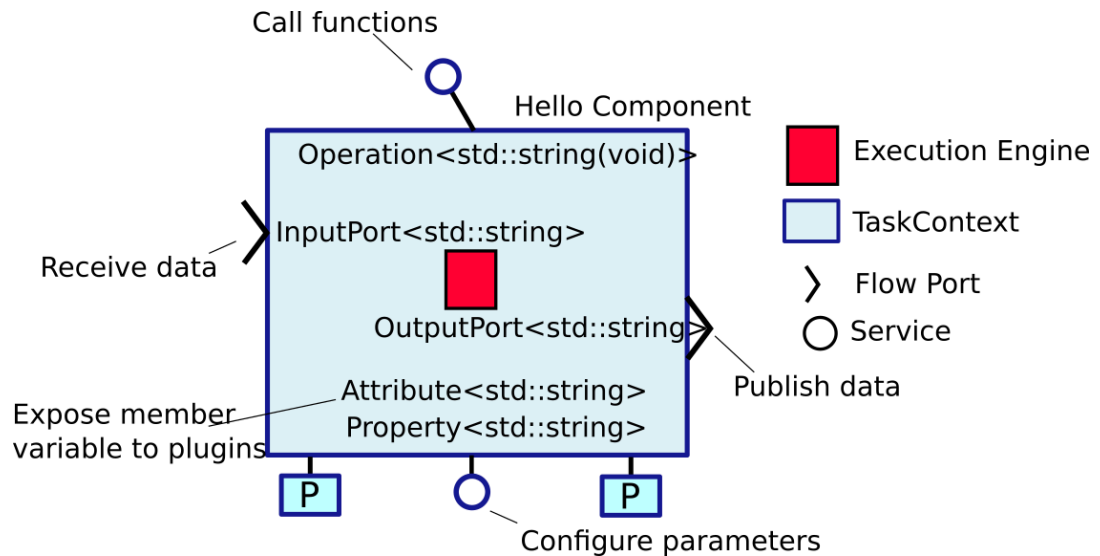 Call functions
Hello Component
Operation<std::string(void)>
Execution Engine
InputPort<std::string>
TaskContext
Receive data
Flow Port
OutputPort<std::string>
Service
Publish data
Attribute<std::string>
Expose member
variable to plugins
Property<std::string>
P
P
Configure parameters